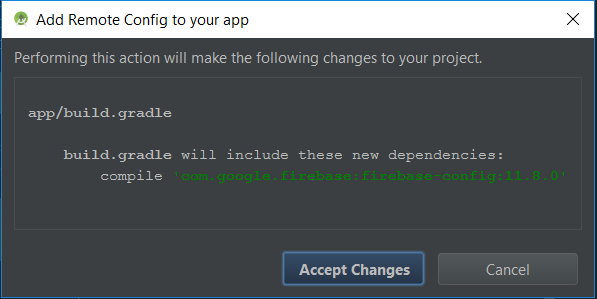 Add Remote Config to your app
Performing this action will make the following changes to your project.
app/build.gradle
build.gradle will include these new dependencies:
compile 'com.google.firebase:firebase-config:11.8.0'
Accept Changes
Cancel